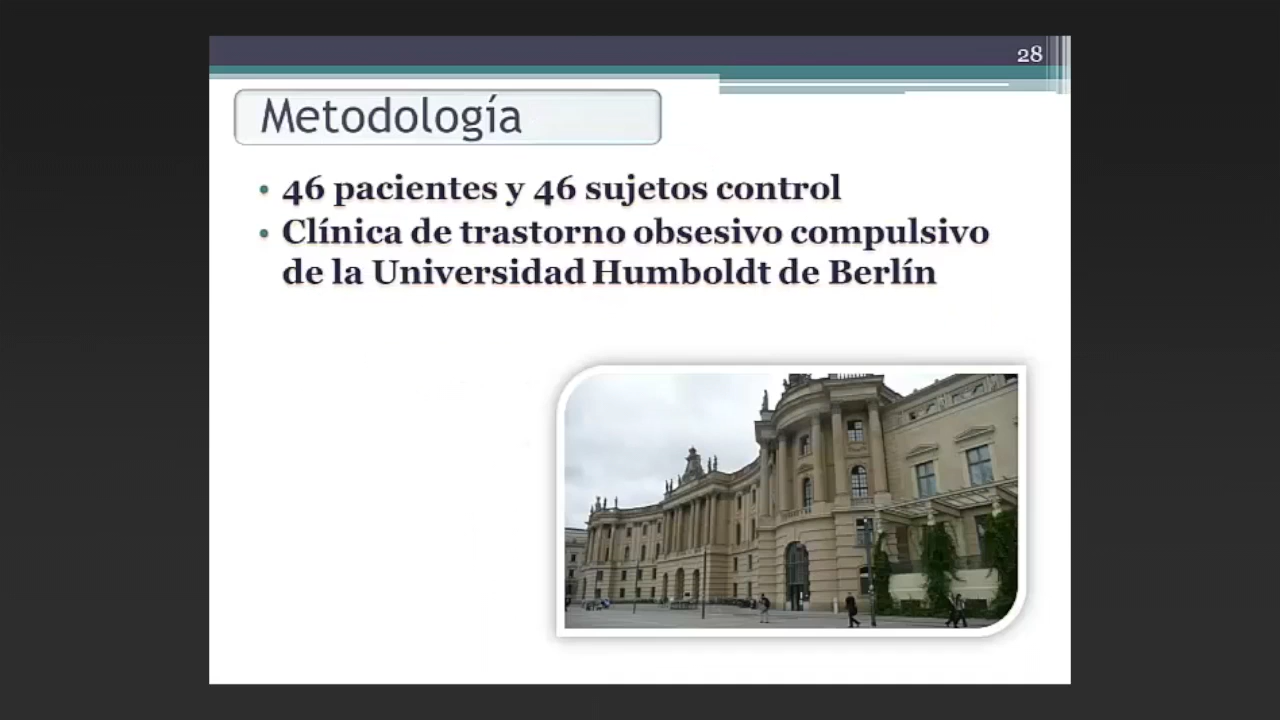 28
Metodología
• 46 pacientes y 46 sujetos control
• Clínica de trastorno obsesivo compulsivo
de la Universidad Humboldt de Berlín